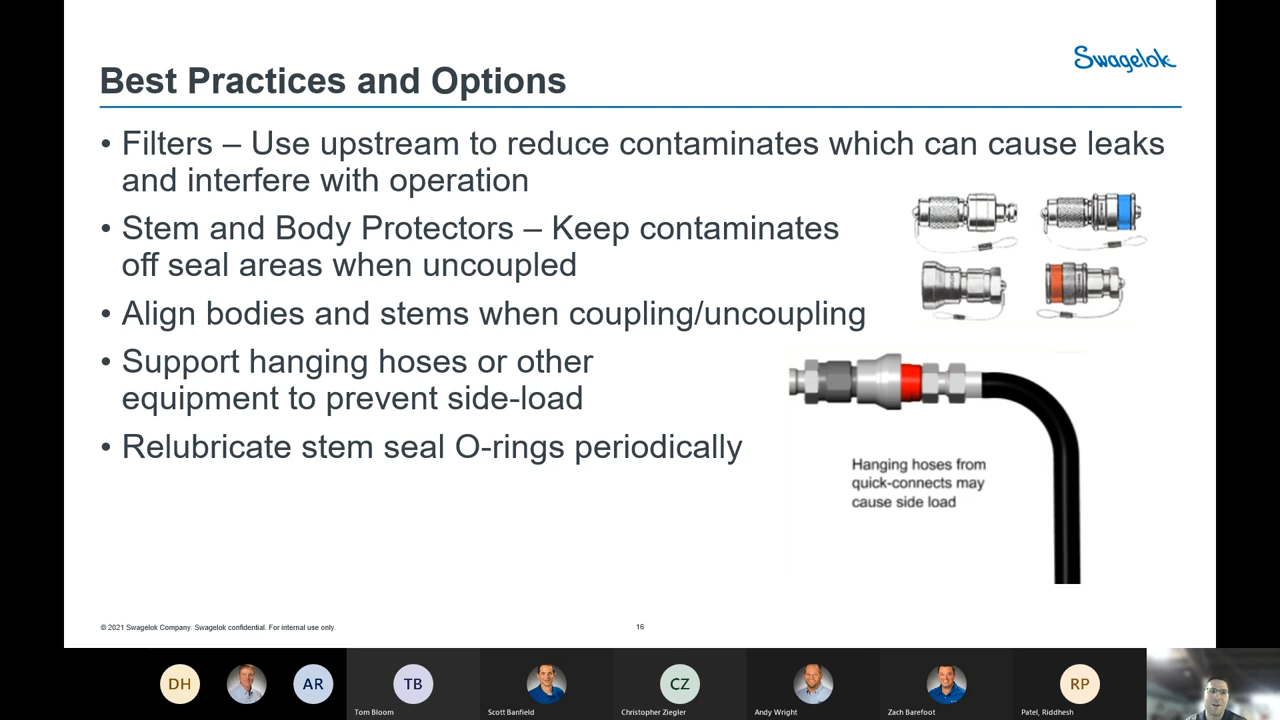 Swagelok
Best Practices and Options
• Filters – Use upstream to reduce contaminates which can cause leaks
and interfere with operation
• Stem and Body Protectors – Keep contaminates
off seal areas when uncoupled
• Align bodies and stems when coupling/uncoupling
• Support hanging hoses or other
equipment to prevent side-load
• Relubricate stem seal O-rings periodically
Hanging hoses from
quick-connects may
cause side load
© 2021 Swagelok Company. Swagelok confidential. For internal use only.
16
DH
AR
TB
CZ
RP
Tom Bloom
Scott Banfield
Christopher Ziegler
Andy Wright
Zach Barefoot
Patel, Riddhesh